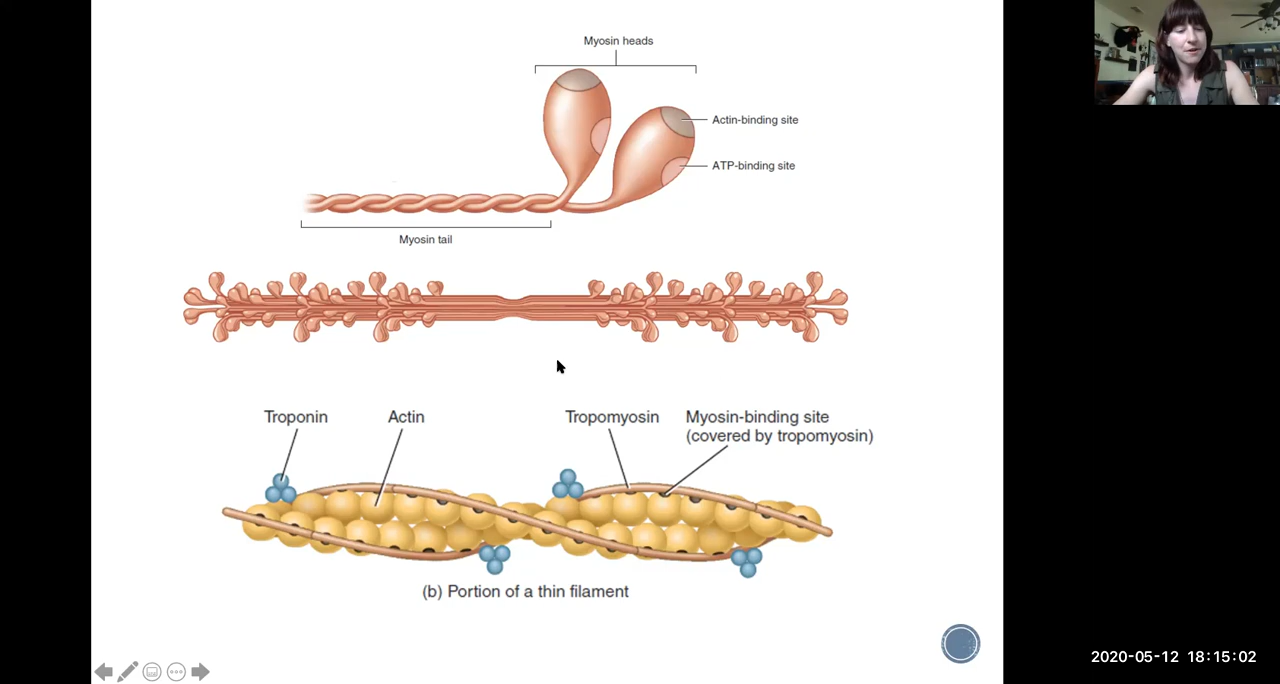 Myosin heads
Actin-binding site
ATP-binding site
Myosin tail
Troponin
Actin
Tropomyosin
Myosin-binding site
(covered by tropomyosin)
(b) Portion of a thin filament
2020-05-12 18:15:02